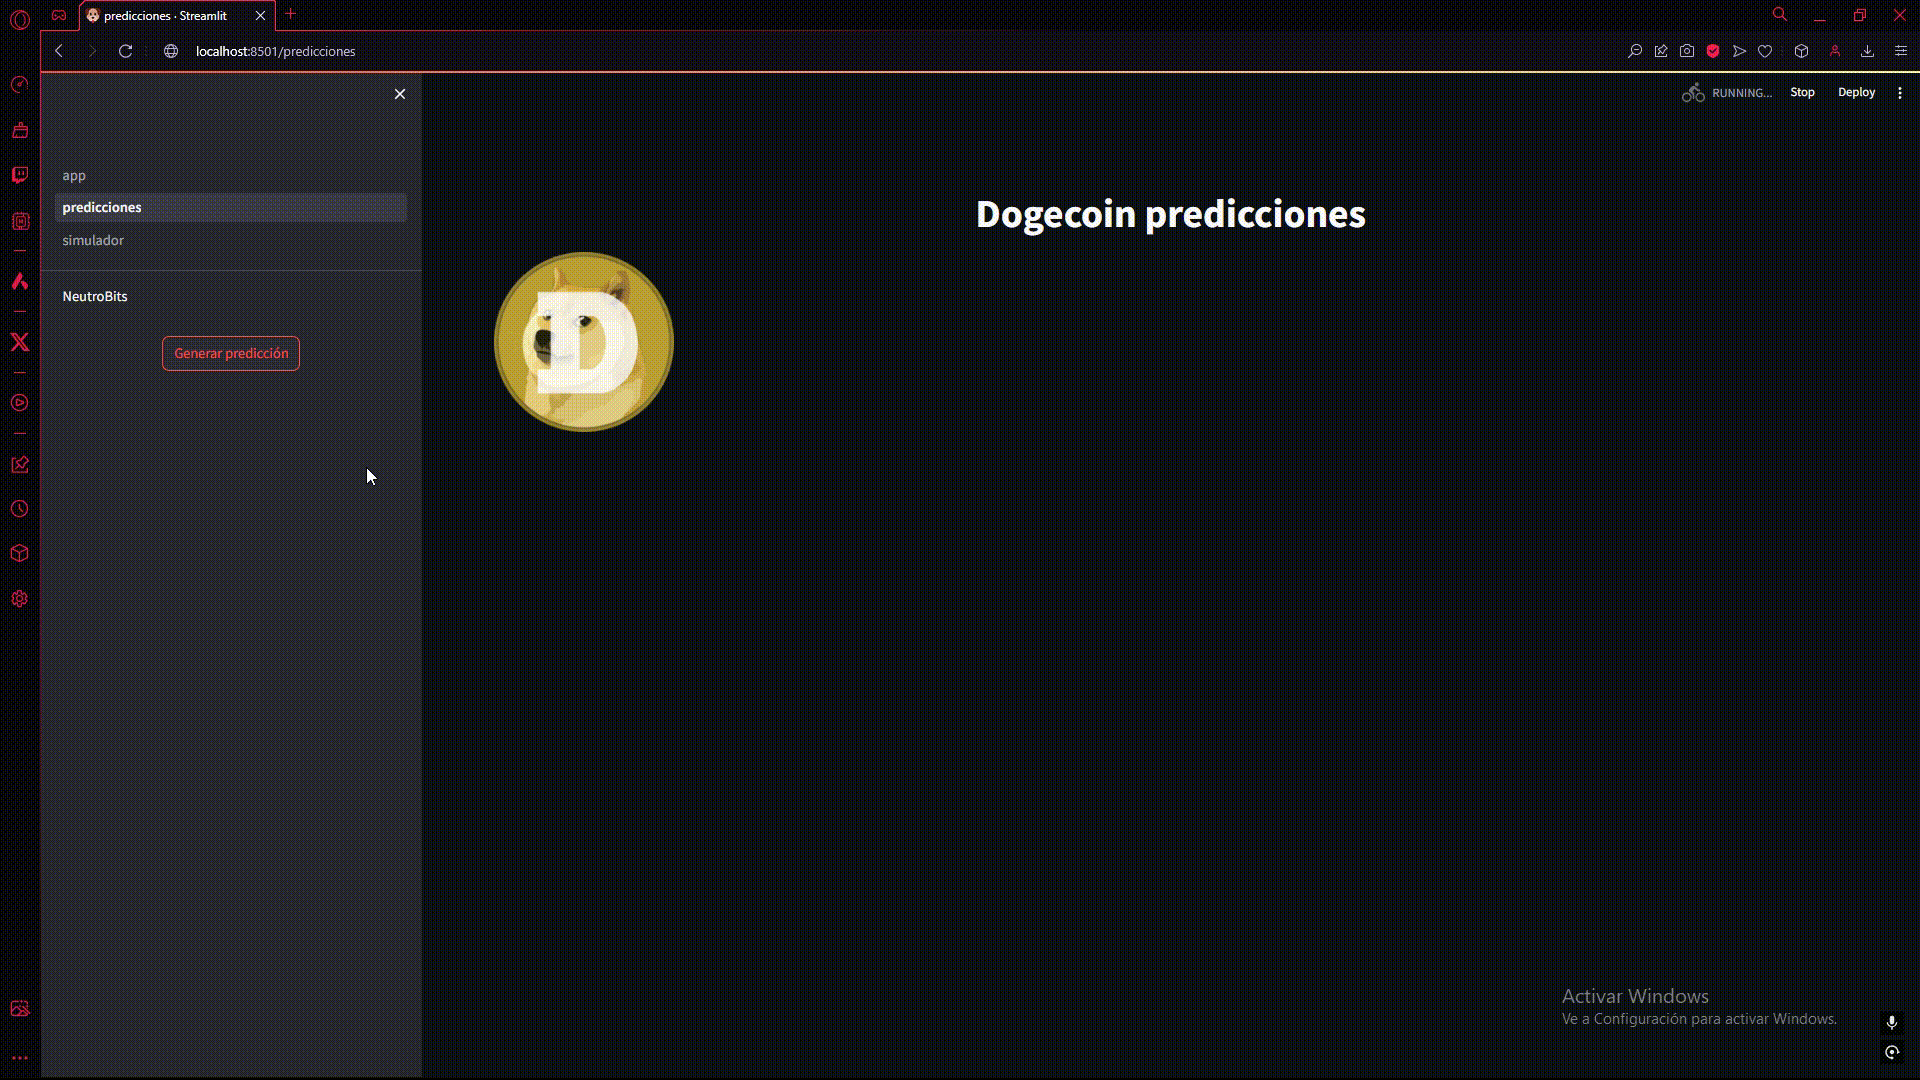 predicciones · Streamlit
localhost:8501/predicciones
RUNNING...
Stop
Deploy
app
predicciones
simulador
NeutroBits
Generar predicción
Dogecoin predicciones
D
Activar Windows
Ve a Configuración para activar Windows.